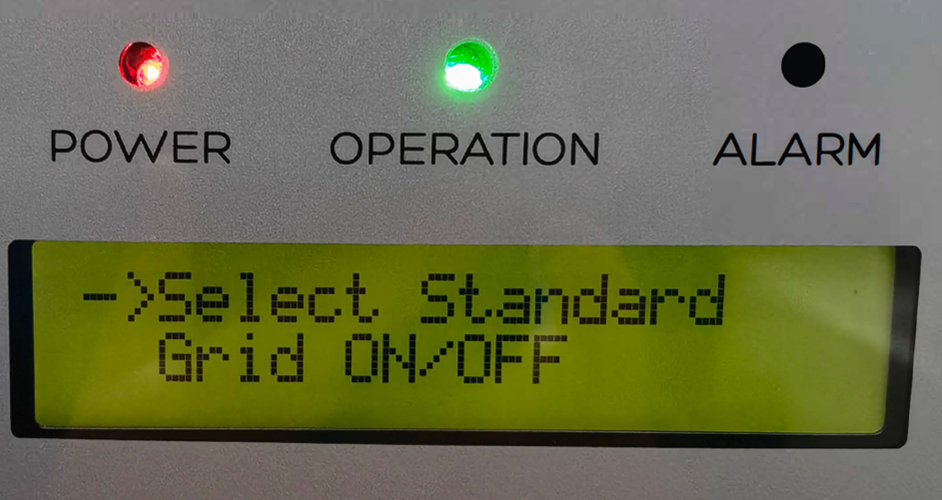 POWER OPERATION ALARM
->Select Standard
Grid ON/OFF